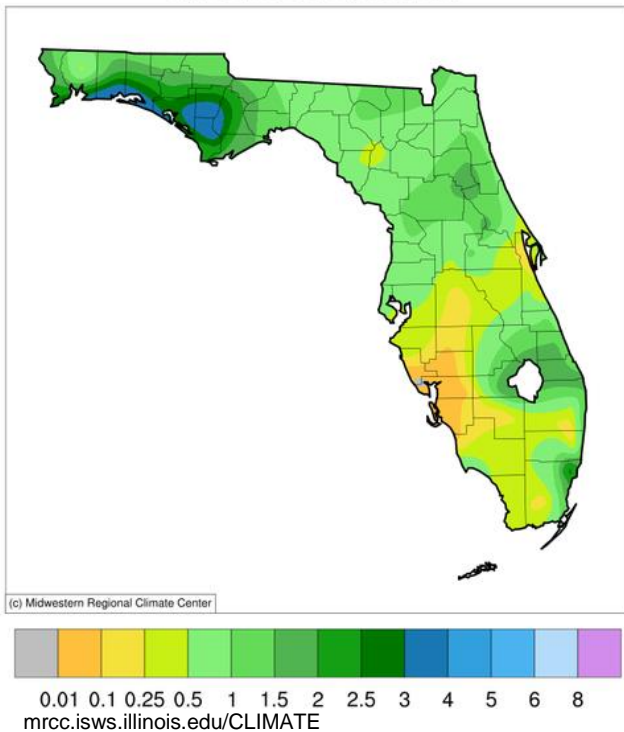 (c) Midwestern Regional Climate Center
0.01 0.1 0.25 0.5 1 1.5 2 2.5 3 4 5 6 8
mrcc.isws.illinois.edu/CLIMATE